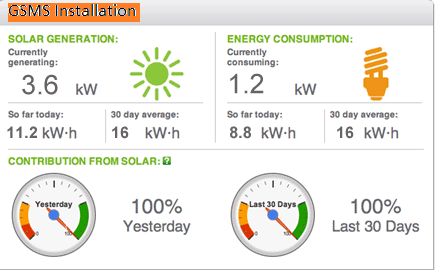 GSMS Installation
SOLAR GENERATION:
Currently
generating:
3.6 kW
So far today:
11.2 kW·h
30 day average:
16 kW·h
ENERGY CONSUMPTION:
Currently
consuming:
1.2 kW
So far today:
8.8 kW·h
30 day average:
16 kW·h
CONTRIBUTION FROM SOLAR: ?
Yesterday
0 100
100%
Yesterday
Last 30 Days
0 100
100%
Last 30 Days